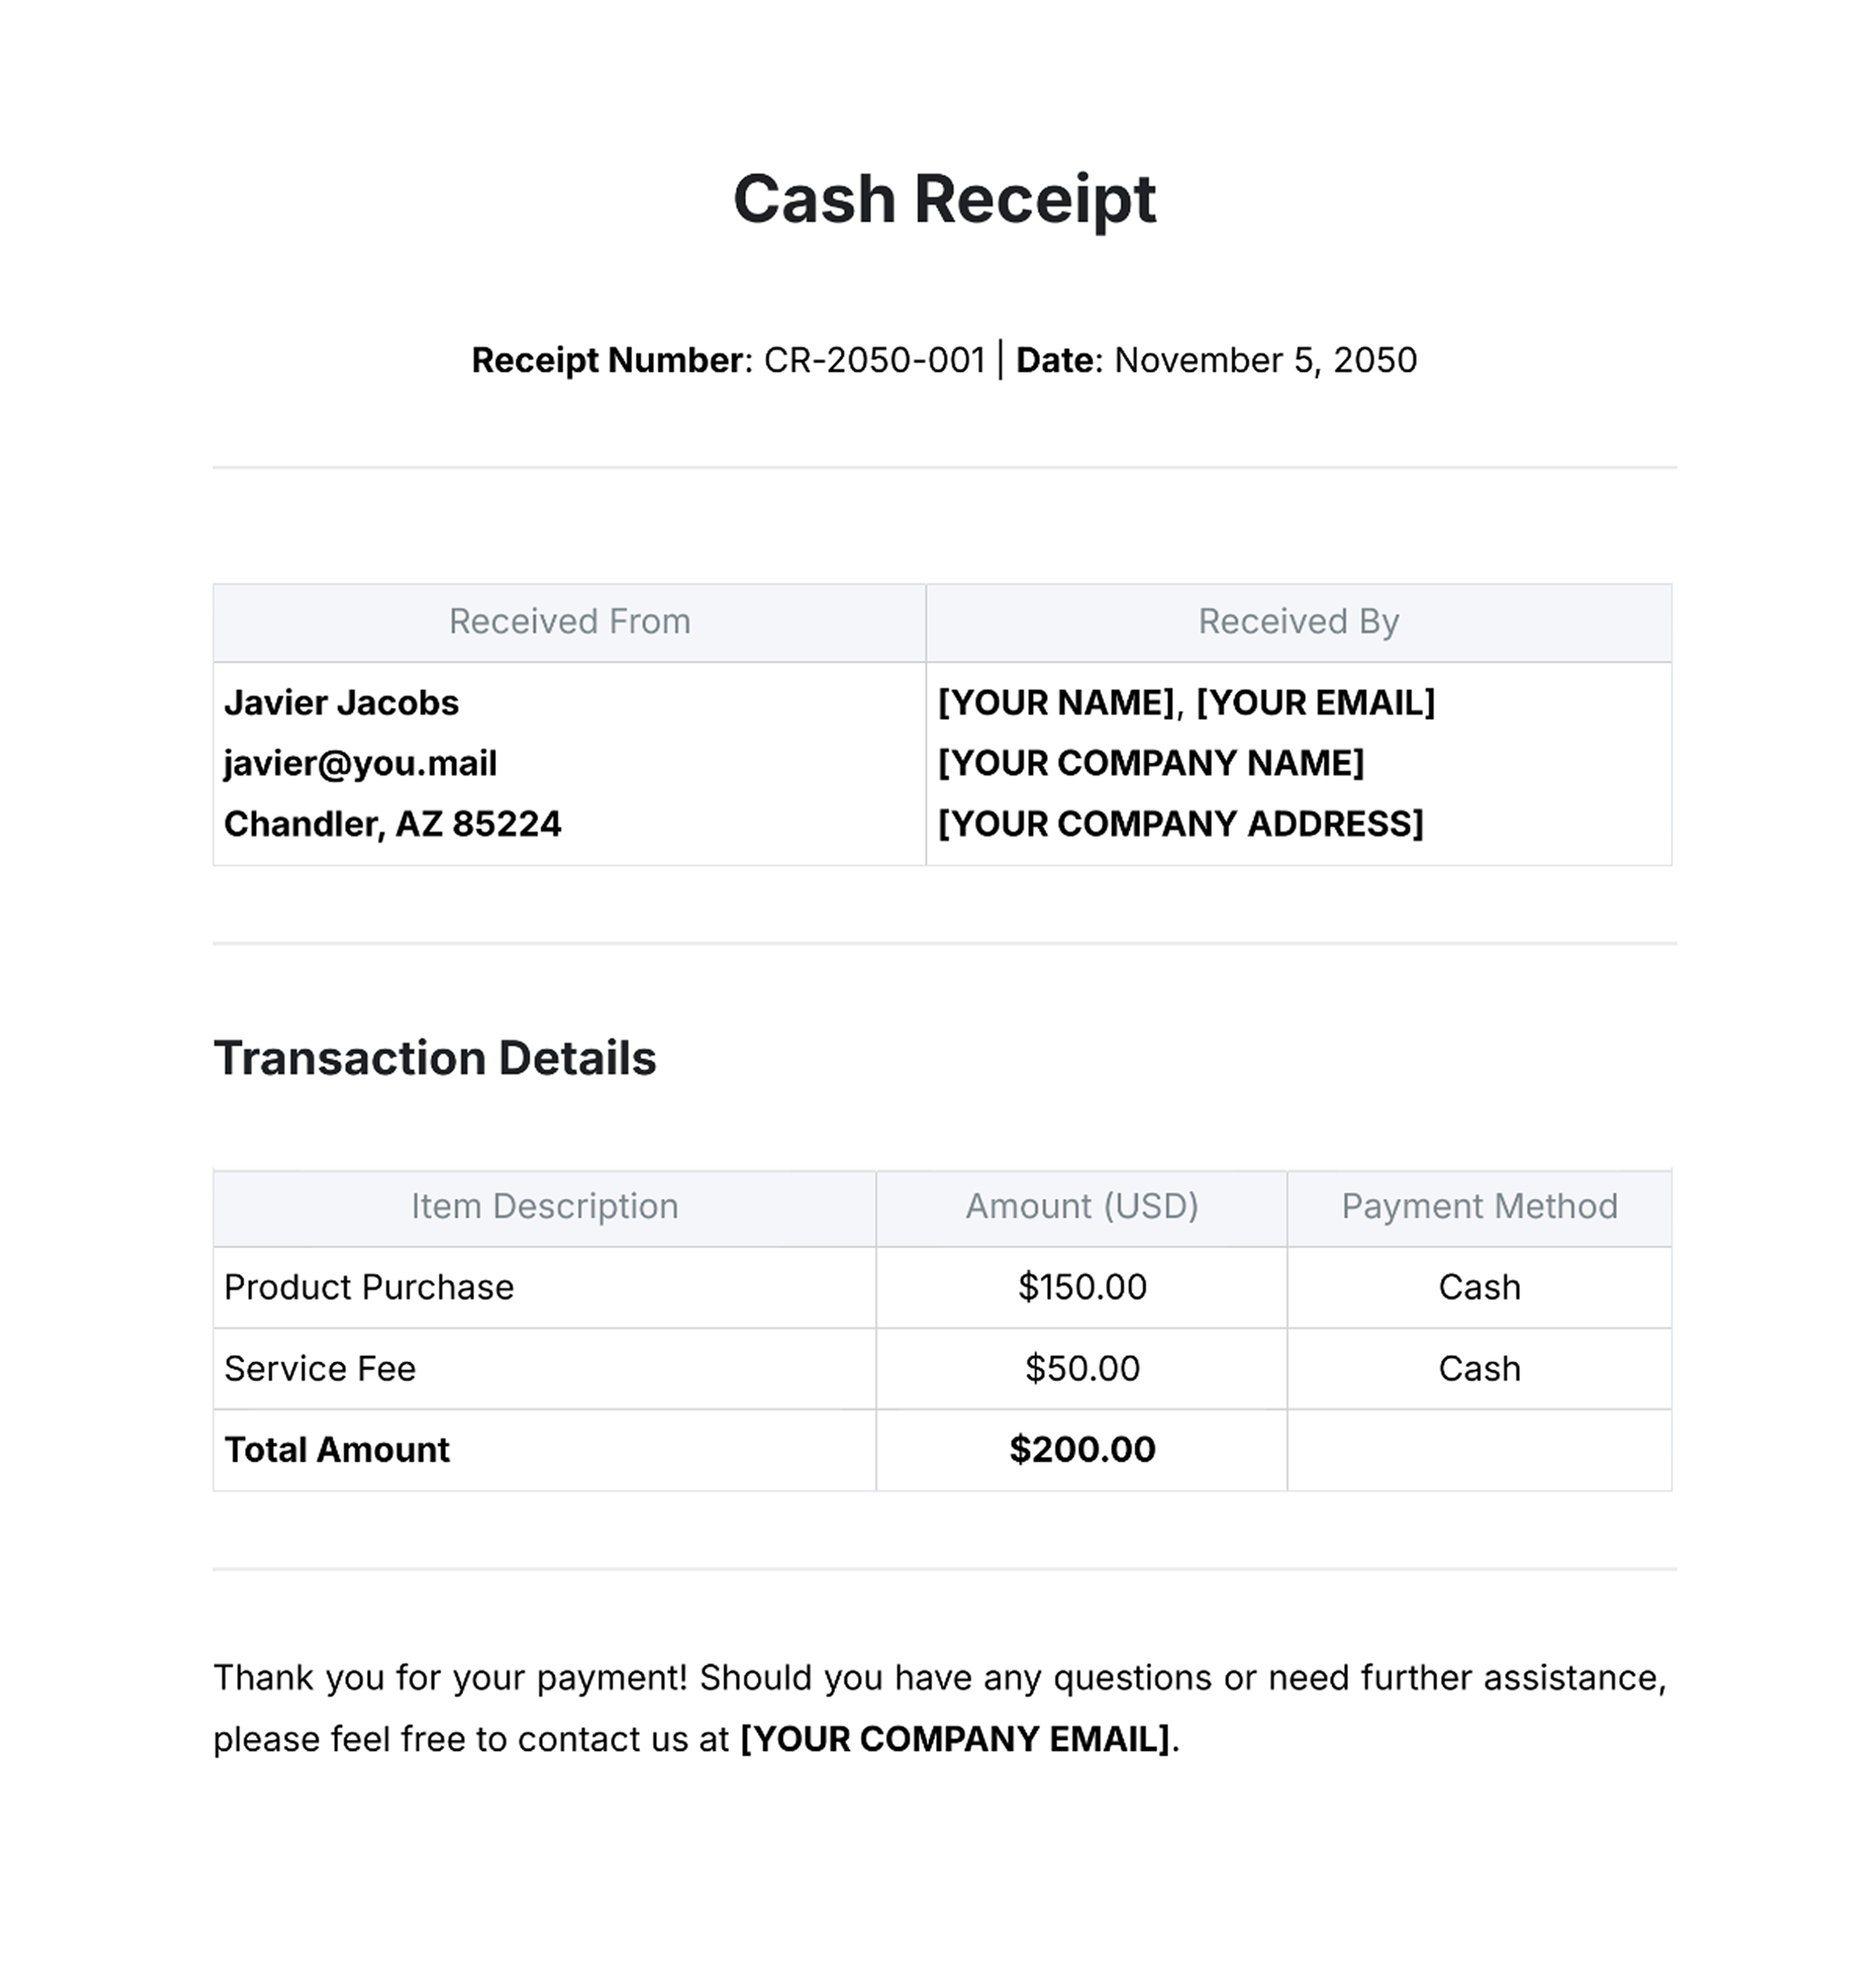 Cash Receipt
Receipt Number: CR-2050-001 | Date: November 5, 2050
Received From
Received By
Javier Jacobs
javier@you.mail
Chandler, AZ 85224
[YOUR NAME], [YOUR EMAIL]
[YOUR COMPANY NAME]
[YOUR COMPANY ADDRESS]
Transaction Details
Item Description Amount (USD) Payment Method
Product Purchase $150.00 Cash
Service Fee $50.00 Cash
Total Amount $200.00
Thank you for your payment! Should you have any questions or need further assistance,
please feel free to contact us at [YOUR COMPANY EMAIL].